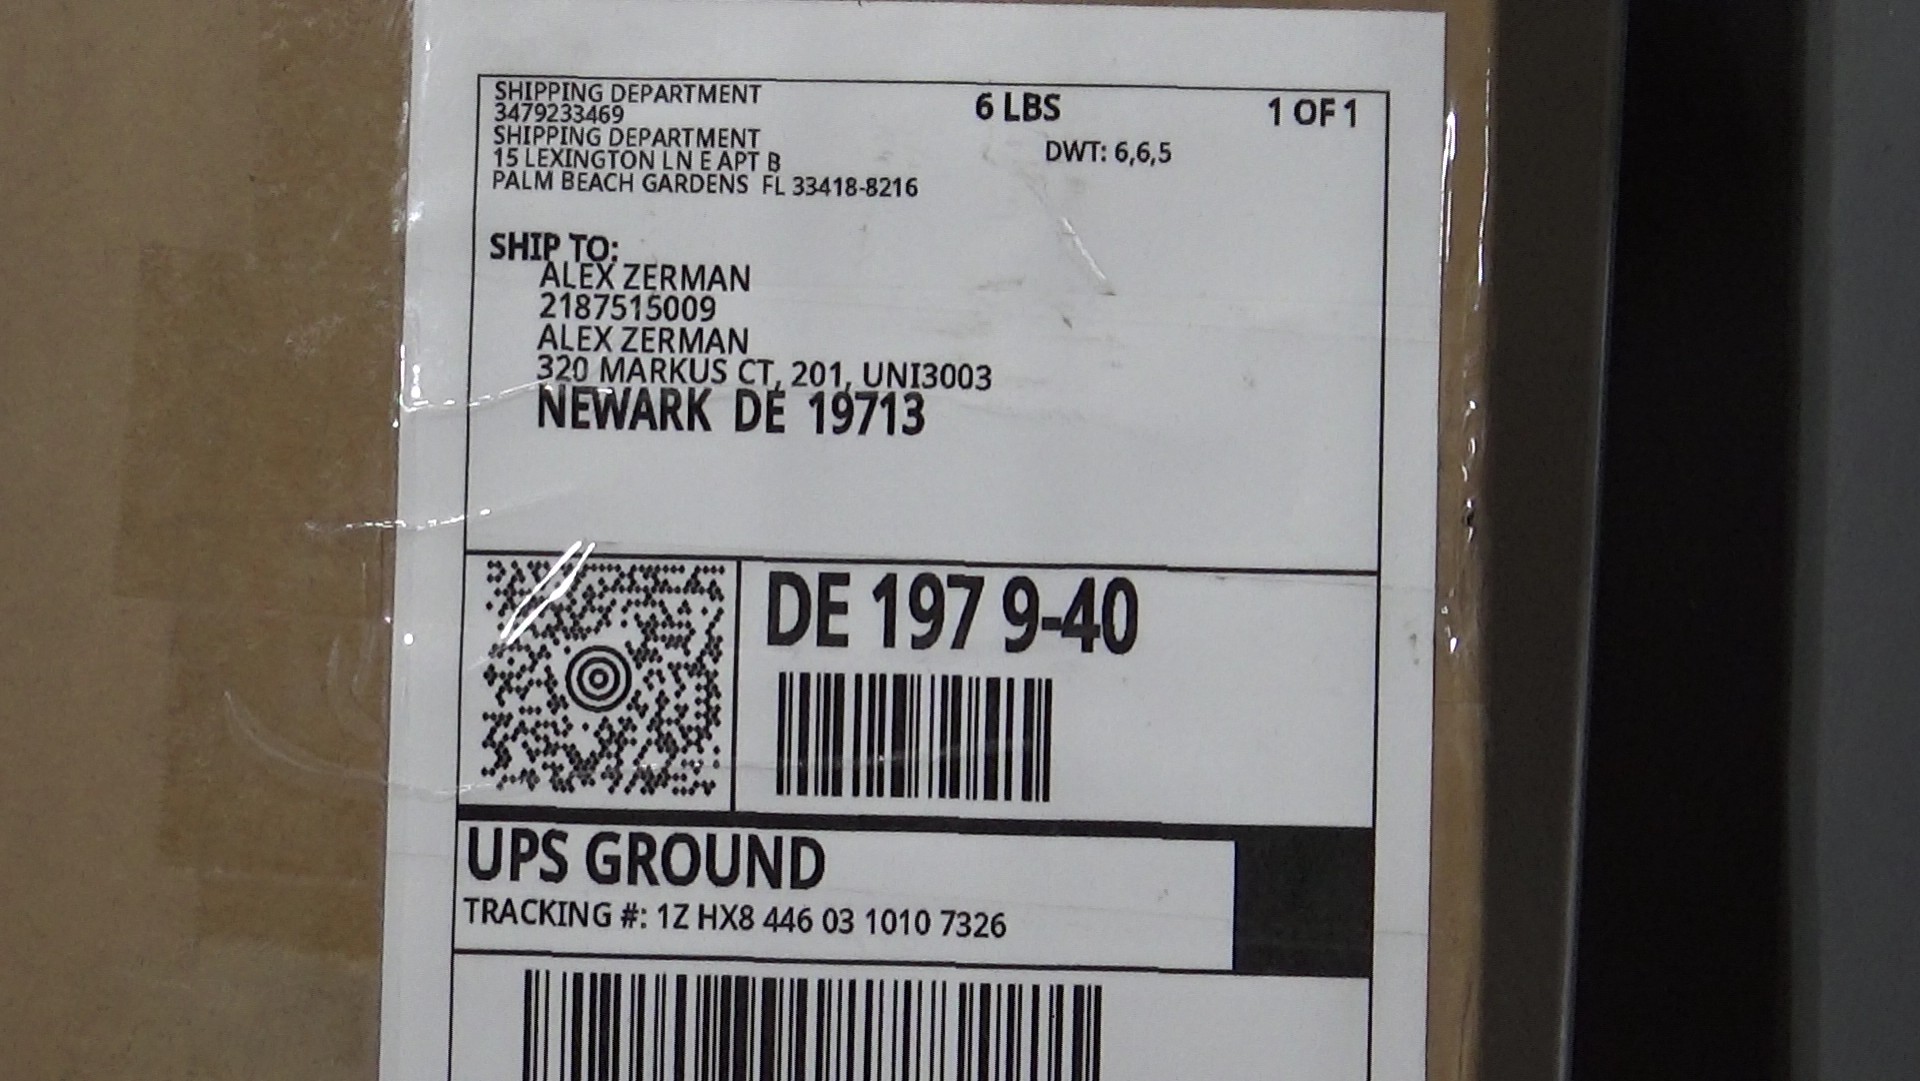 SHIPPING DEPARTMENT
3479233469
SHIPPING DEPARTMENT
15 LEXINGTON LN E APT B
PALM BEACH GARDENS FL 33418-8216
6 LBS
1 OF 1
DWT: 6,6,5
SHIP TO:
ALEX ZERMAN
2187515009
ALEX ZERMAN
320 MARKUS CT, 201, UNI3003
NEWARK DE 19713
DE 197 9-40
UPS GROUND
TRACKING #: 1Z HX8 446 03 1010 7326